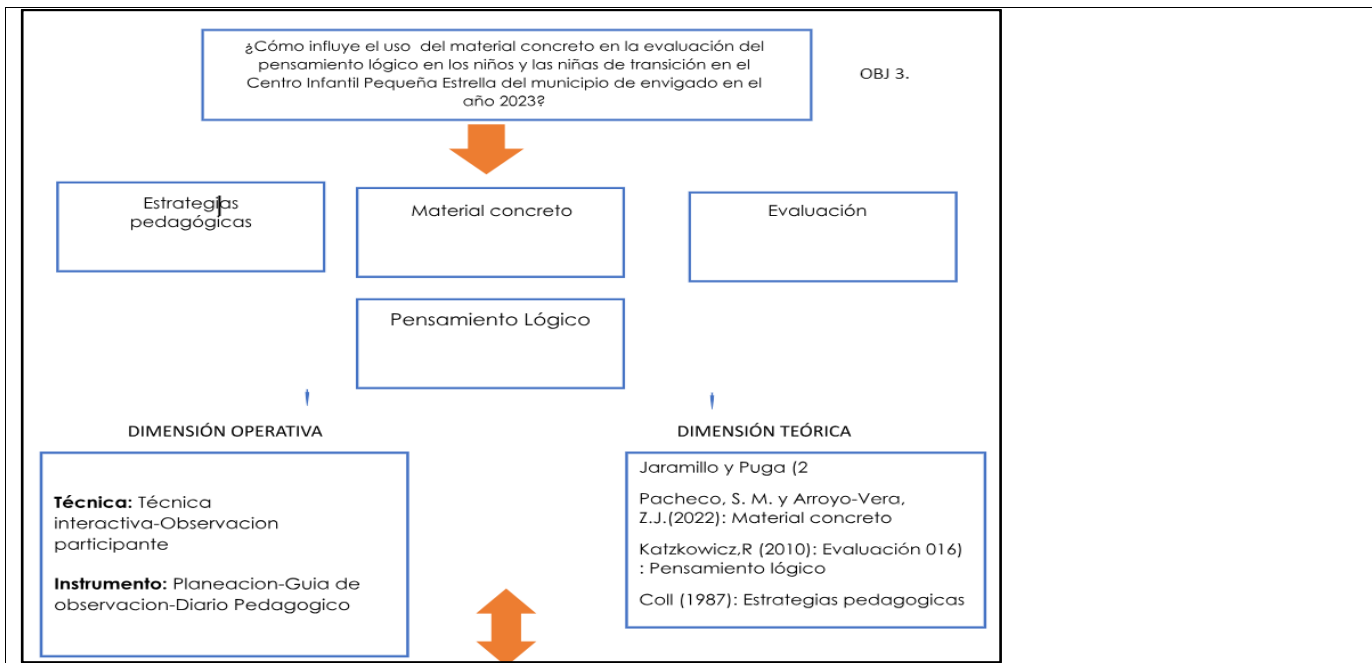 ¿Cómo influye el uso del material concreto en la evaluación del
pensamiento lógico en los niños y las niñas de transición en el
Centro Infantil Pequeña Estrella del municipio de envigado en el
año 2023?
OBJ 3.
Estrategias
pedagógicas
Material concreto
Evaluación
Pensamiento Lógico
DIMENSIÓN OPERATIVA
Técnica: Técnica
interactiva-Observacion
participante
Instrumento: Planeacion-Guia de
observacion-Diario Pedagogico
DIMENSIÓN TEÓRICA
Jaramillo y Puga (2
Pacheco, S. M. y Arroyo-Vera,
Z.J.(2022): Material concreto
Katzkowicz,R (2010): Evaluación 016)
: Pensamiento lógico
Coll (1987): Estrategias pedagogicas